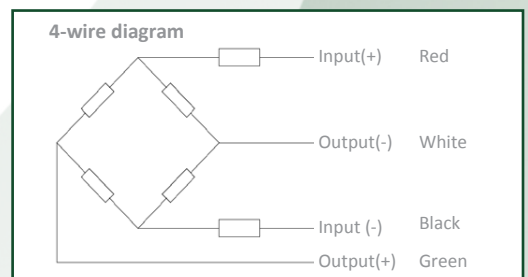 4-wire diagram
Input(+) Red
Output(-) White
Input (-) Black
Output(+) Green